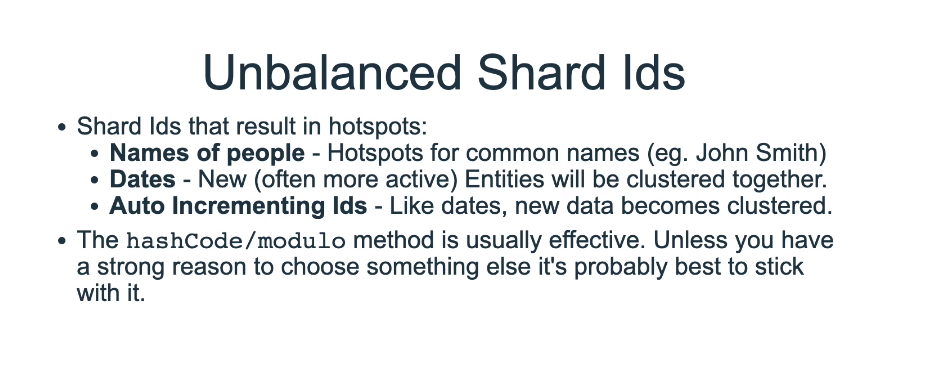 Unbalanced Shard Ids
• Shard Ids that result in hotspots:
• Names of people - Hotspots for common names (eg. John Smith)
• Dates - New (often more active) Entities will be clustered together.
• Auto Incrementing Ids - Like dates, new data becomes clustered.
• The hashCode/modulo method is usually effective. Unless you have
a strong reason to choose something else it's probably best to stick
with it.